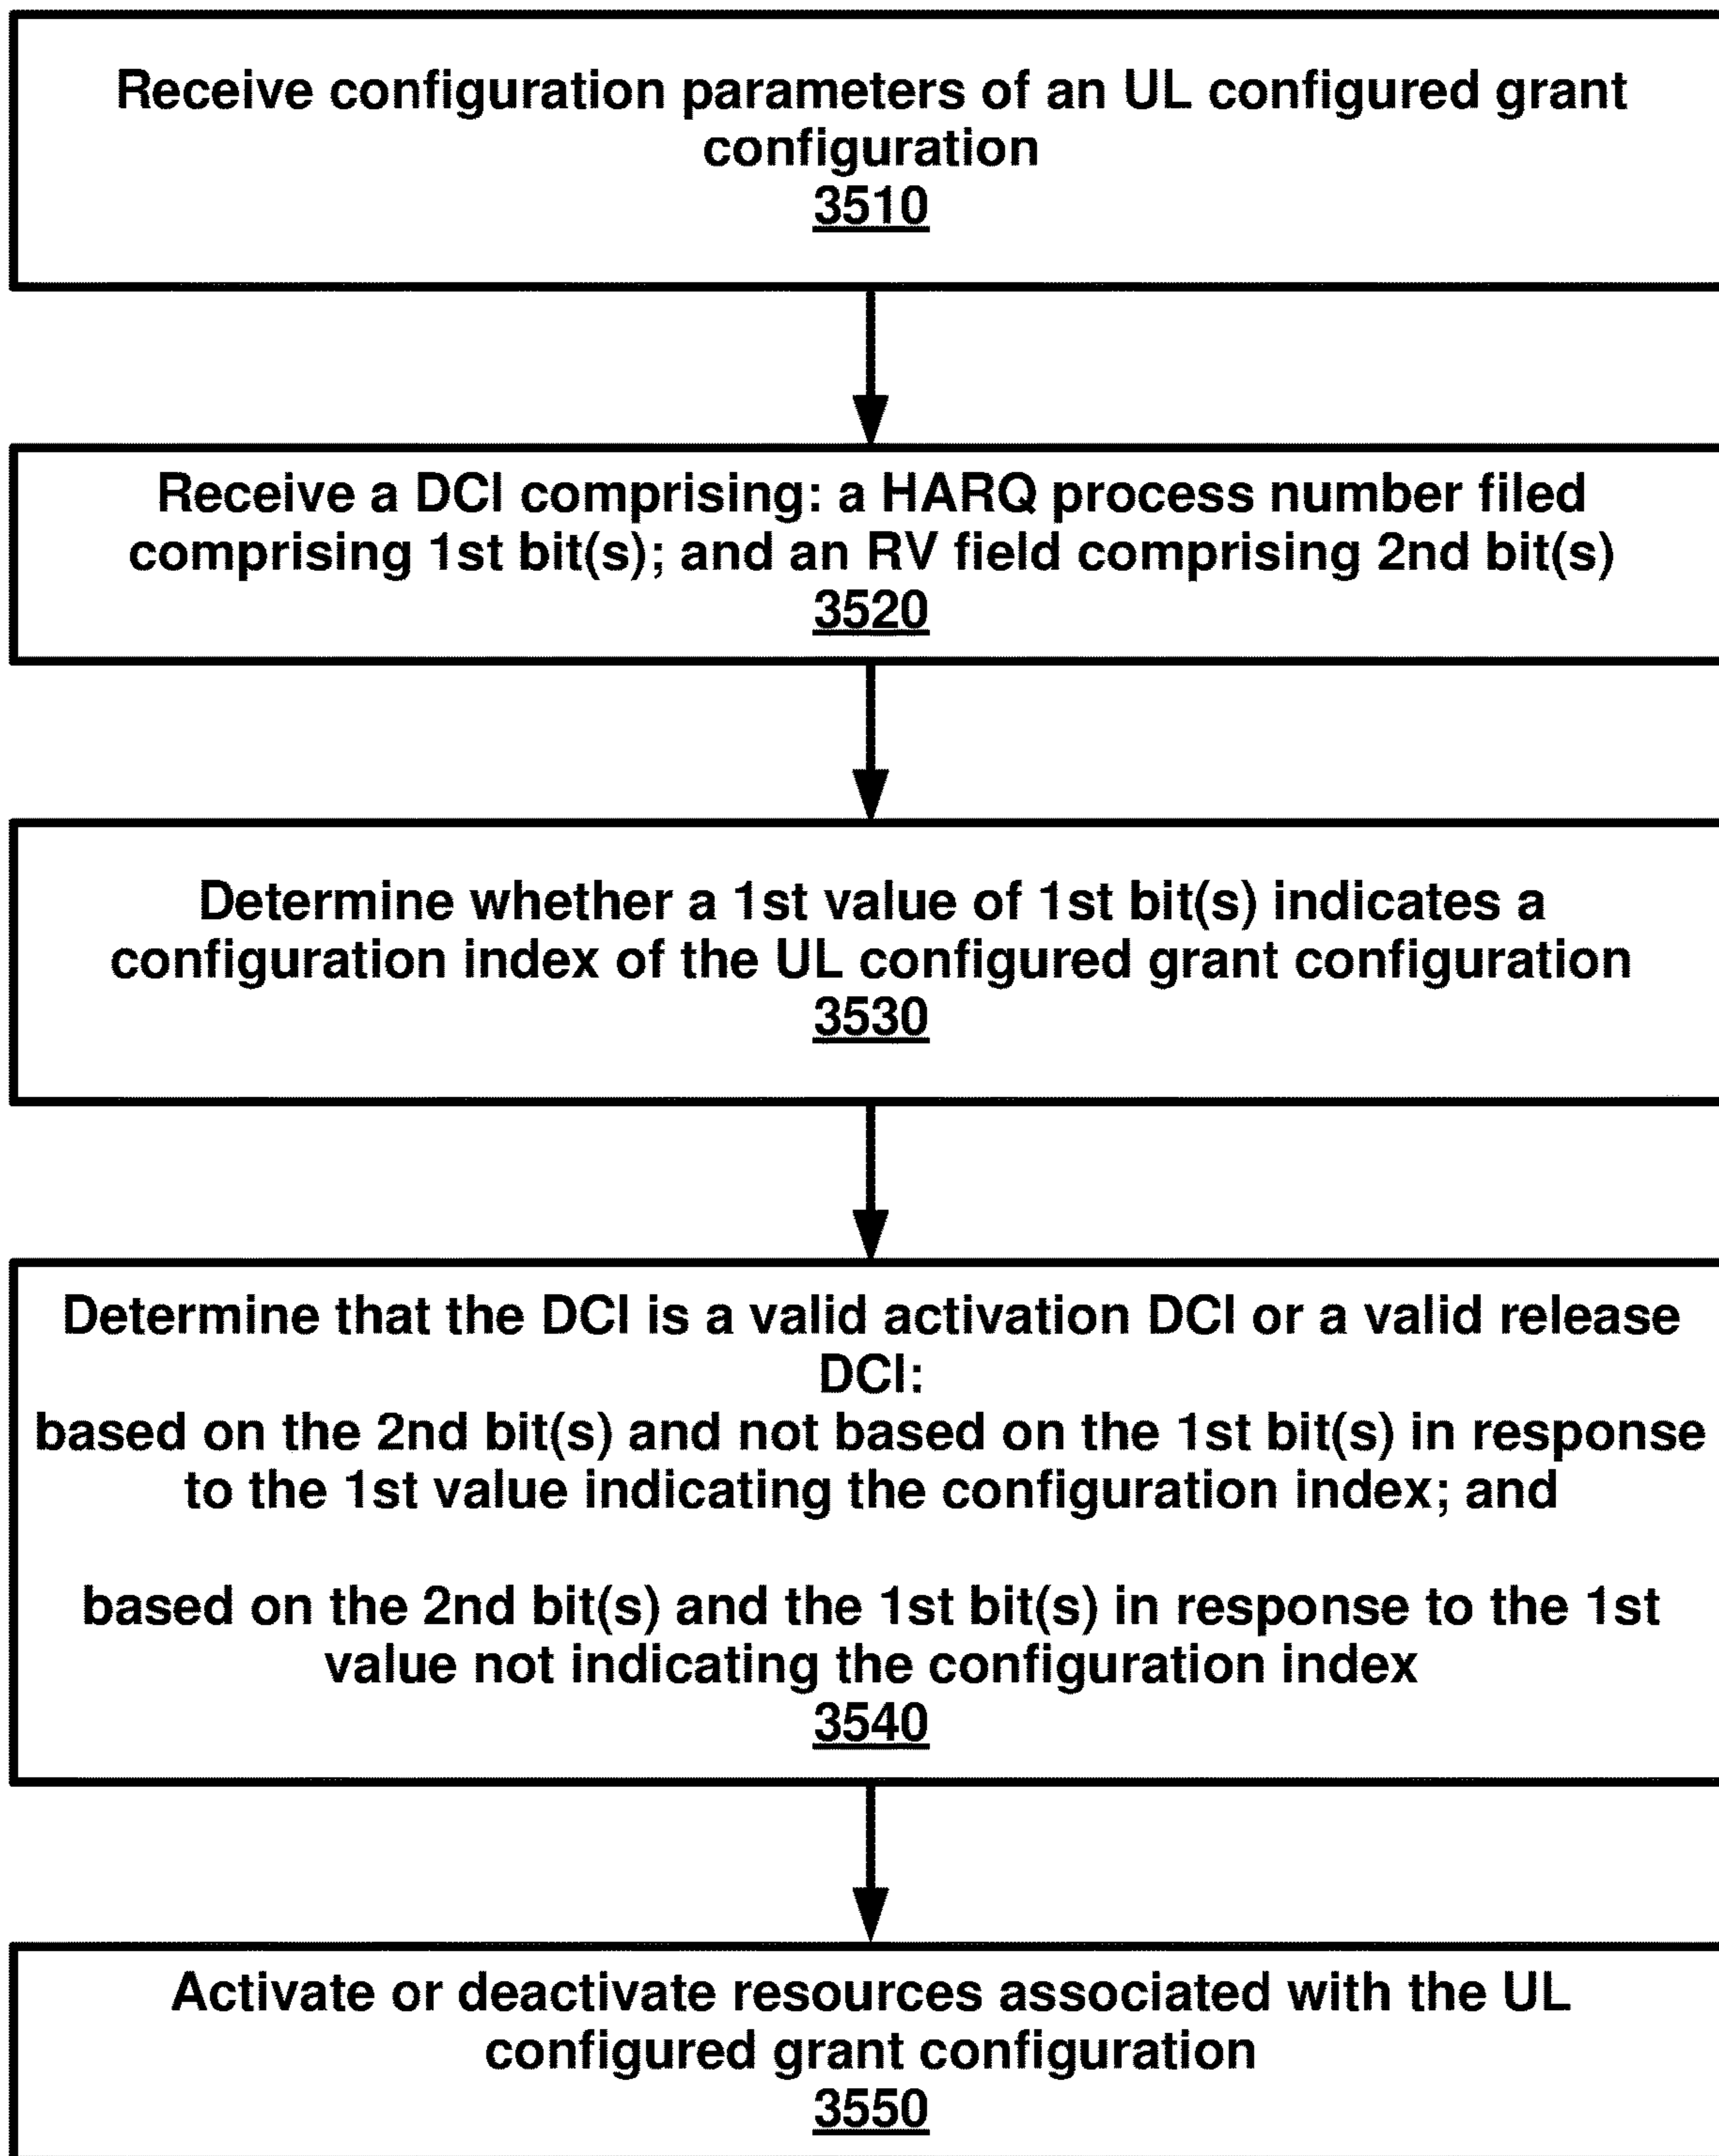 Receive configuration parameters of an UL configured grant
configuration
3510
Receive a DCI comprising: a HARQ process number filed
comprising 1st bit(s); and an RV field comprising 2nd bit(s)
3520
Determine whether a 1st value of 1st bit(s) indicates a
configuration index of the UL configured grant configuration
3530
Determine that the DCI is a valid activation DCI or a valid release
DCI:
based on the 2nd bit(s) and not based on the 1st bit(s) in response
to the 1st value indicating the configuration index; and
based on the 2nd bit(s) and the 1st bit(s) in response to the 1st
value not indicating the configuration index
3540
Activate or deactivate resources associated with the UL
configured grant configuration
3550